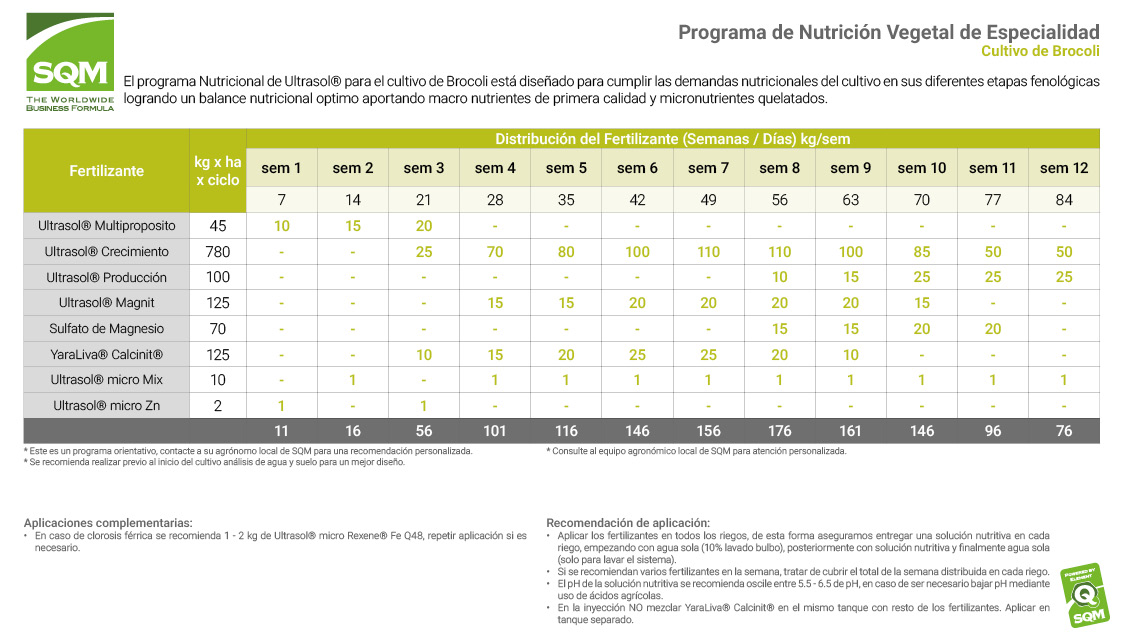 SQM
THE WORLDWIDE
BUSINESS FORMULA
Programa de Nutrición Vegetal de Especialidad
Cultivo de Brocoli
El programa Nutricional de Ultrasol® para el cultivo de Brocoli está diseñado para cumplir las demandas nutricionales del cultivo en sus diferentes etapas fenológicas
logrando un balance nutricional optimo aportando macro nutrientes de primera calidad y micronutrientes quelatados.
Fertilizante kg x ha x ciclo Distribución del Fertilizante (Semanas / Días) kg/sem
sem 1 sem 2 sem 3 sem 4 sem 5 sem 6 sem 7 sem 8 sem 9 sem 10 sem 11 sem 12
7 14 21 28 35 42 49 56 63 70 77 84
Ultrasol® Multiproposito 45 10 15 20 - - - - - - - - -
Ultrasol® Crecimiento 780 - - 25 70 80 100 110 110 100 85 50 50
Ultrasol® Producción 100 - - - - - - - 10 15 25 25 25
Ultrasol® Magnit 125 - - - 15 15 20 20 20 20 15 - -
Sulfato de Magnesio 70 - - - - - - - 15 15 20 20 -
YaraLiva® Calcinit® 125 - - 10 15 20 25 25 20 10 - - -
Ultrasol® micro Mix 10 - 1 - 1 1 1 1 1 1 1 1 1
Ultrasol® micro Zn 2 1 - 1 - - - - - - - - -
11 16 56 101 116 146 156 176 161 146 96 76
* Este es un programa orientativo, contacte a su agrónomo local de SQM para una recomendación personalizada.
* Se recomienda realizar previo al inicio del cultivo análisis de agua y suelo para un mejor diseño.
* Consulte al equipo agronómico local de SQM para atención personalizada.
Aplicaciones complementarias:
• En caso de clorosis férrica se recomienda 1 - 2 kg de Ultrasol® micro Rexene® Fe Q48, repetir aplicación si es
necesario.
Recomendación de aplicación:
• Aplicar los fertilizantes en todos los riegos, de esta forma aseguramos entregar una solución nutritiva en cada
riego, empezando con agua sola (10% lavado bulbo), posteriormente con solución nutritiva y finalmente agua sola
(solo para lavar el sistema).
• Si se recomiendan varios fertilizantes en la semana, tratar de cubrir el total de la semana distribuida en cada riego.
• El pH de la solución nutritiva se recomienda oscile entre 5.5 - 6.5 de pH, en caso de ser necesario bajar pH mediante
uso de ácidos agrícolas.
• En la inyección NO mezclar YaraLiva® Calcinit® en el mismo tanque con resto de los fertilizantes. Aplicar en
tanque separado.
POWERED BY
ELEMENT
Q
SQM